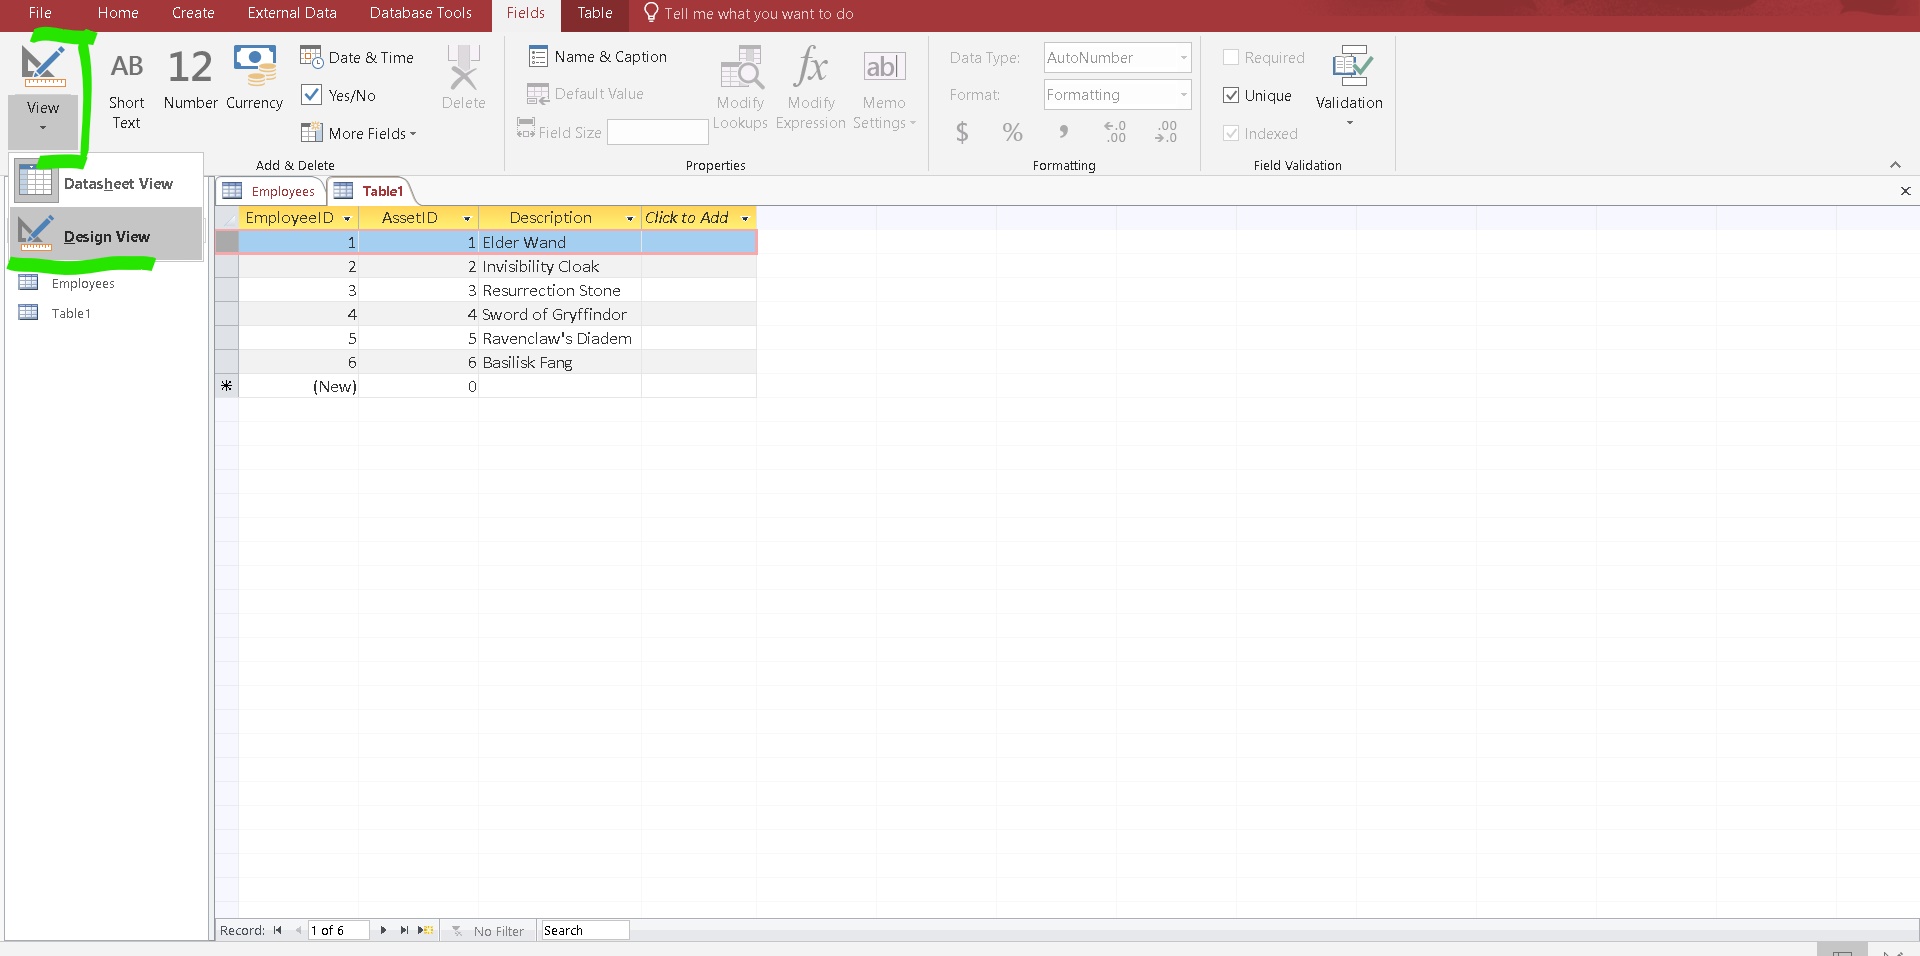 File Home Create External Data Database Tools Fields Table Tell me what you want to do
View
AB
Short
Text
12
Number
Currency
Date & Time
Yes/No
More Fields
Delete
Add & Delete
Name & Caption
Default Value
Field Size
Modify
Lookups
fx
Modify
Expression
ab|
Memo
Settings
Properties
Data Type: AutoNumber
Format: Formatting
$ % , ←.0 .00 .00 →.0
Formatting
Required
Unique
Indexed
Validation
Field Validation
Datasheet View
Design View
Employees
Table1
Employees Table1
EmployeeID AssetID Description Click to Add
1 1 Elder Wand
2 2 Invisibility Cloak
3 3 Resurrection Stone
4 4 Sword of Gryffindor
5 5 Ravenclaw's Diadem
6 6 Basilisk Fang
(New) 0
Record: 1 of 6 No Filter Search